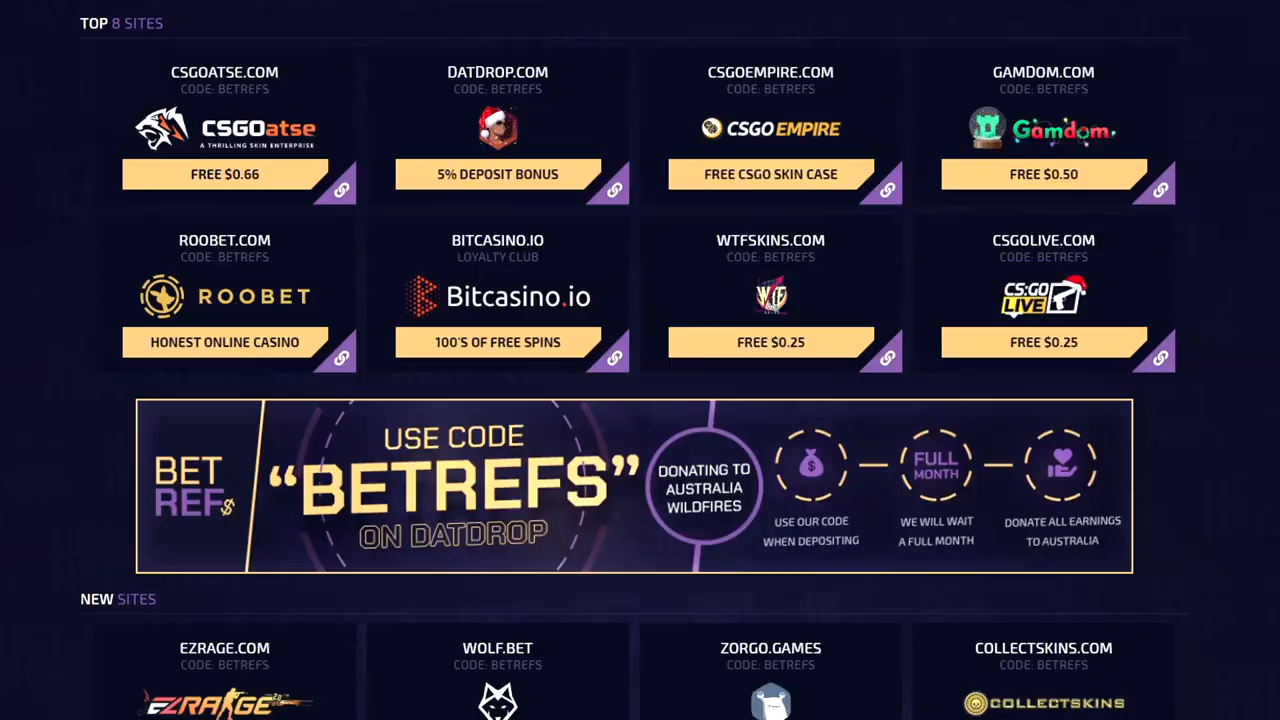 TOP 8 SITES
CSGOATSE.COM
CODE: BETREFS
CSGOatse
A THRILLING SKIN ENTERPRISE
FREE $0.66
DATDROP.COM
CODE: BETREFS
5% DEPOSIT BONUS
CSGOEMPIRE.COM
CODE: BETREFS
CSGO EMPIRE
FREE CSGO SKIN CASE
GAMDOM.COM
CODE: BETREFS
Gamdom
FREE $0.50
ROOBET.COM
CODE: BETREFS
ROOBET
HONEST ONLINE CASINO
BITCASINO.IO
LOYALTY CLUB
Bitcasino.io
100'S OF FREE SPINS
WTFSKINS.COM
CODE: BETREFS
WTF
FREE $0.25
CSGOLIVE.COM
CODE: BETREFS
CS:GO
LIVE
FREE $0.25
BET
REF$
USE CODE
“BETREFS”
ON DATDROP
DONATING TO
AUSTRALIA
WILDFIRES
$
USE OUR CODE
WHEN DEPOSITING
FULL
MONTH
WE WILL WAIT
A FULL MONTH
DONATE ALL EARNINGS
TO AUSTRALIA
NEW SITES
EZRAGE.COM
CODE: BETREFS
EZRAGE
WOLF.BET
CODE: BETREFS
ZORGO.GAMES
CODE: BETREFS
COLLECTSKINS.COM
CODE: BETREFS
COLLECTSKINS